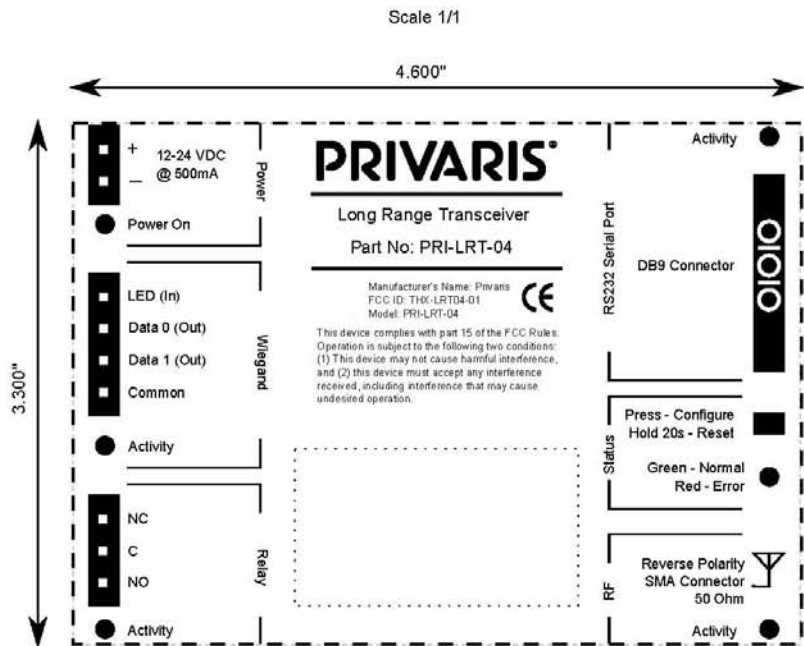 Scale 1/1
4.600"
3.300"
+ 12-24 VDC
– @ 500mA
Power On
Power
LED (In)
Data 0 (Out)
Data 1 (Out)
Common
Activity
Wiegand
NC
C
NO
Activity
Relay
PRIVARIS®
Long Range Transceiver
Part No: PRI-LRT-04
Manufacturer's Name: Privaris
FCC ID: THX-LRT04-01
Model: PRI-LRT-04
CE
This device complies with part 15 of the FCC Rules.
Operation is subject to the following two conditions:
(1) This device may not cause harmful interference,
and (2) this device must accept any interference
received, including interference that may cause
undesired operation.
Activity
RS232 Serial Port
DB9 Connector
IOIOI
Status
Press - Configure
Hold 20s - Reset
Green - Normal
Red - Error
RF
Reverse Polarity
SMA Connector
50 Ohm
Activity